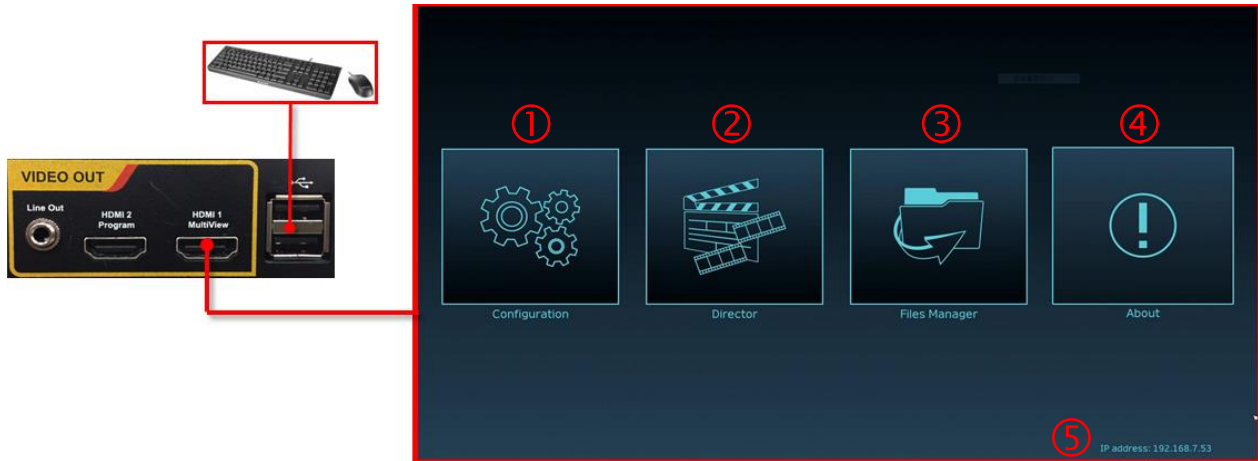 VIDEO OUT
Line Out
HDMI 2
Program
HDMI 1
MultiView
①
②
③
④
Configuration
Director
Files Manager
About
⑤
IP address: 192.168.7.53